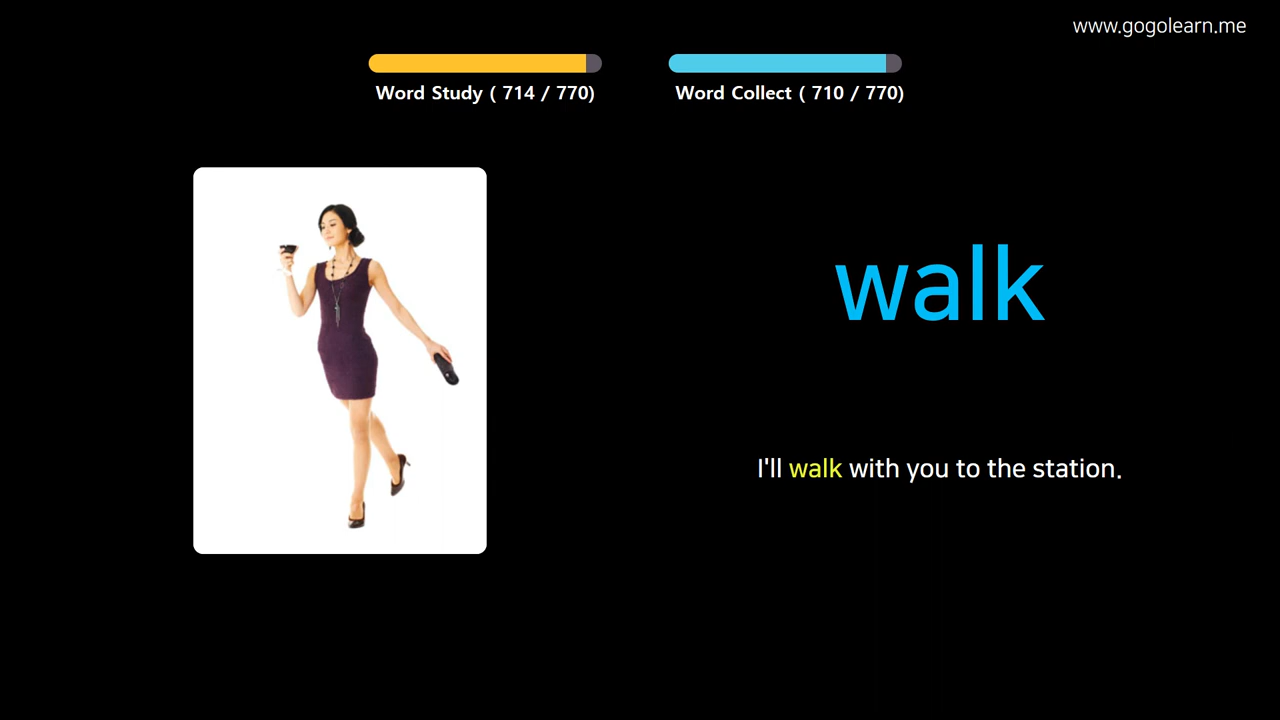 www.gogolearn.me
Word Study ( 714 / 770)
Word Collect ( 710 / 770)
walk
I'll walk with you to the station.